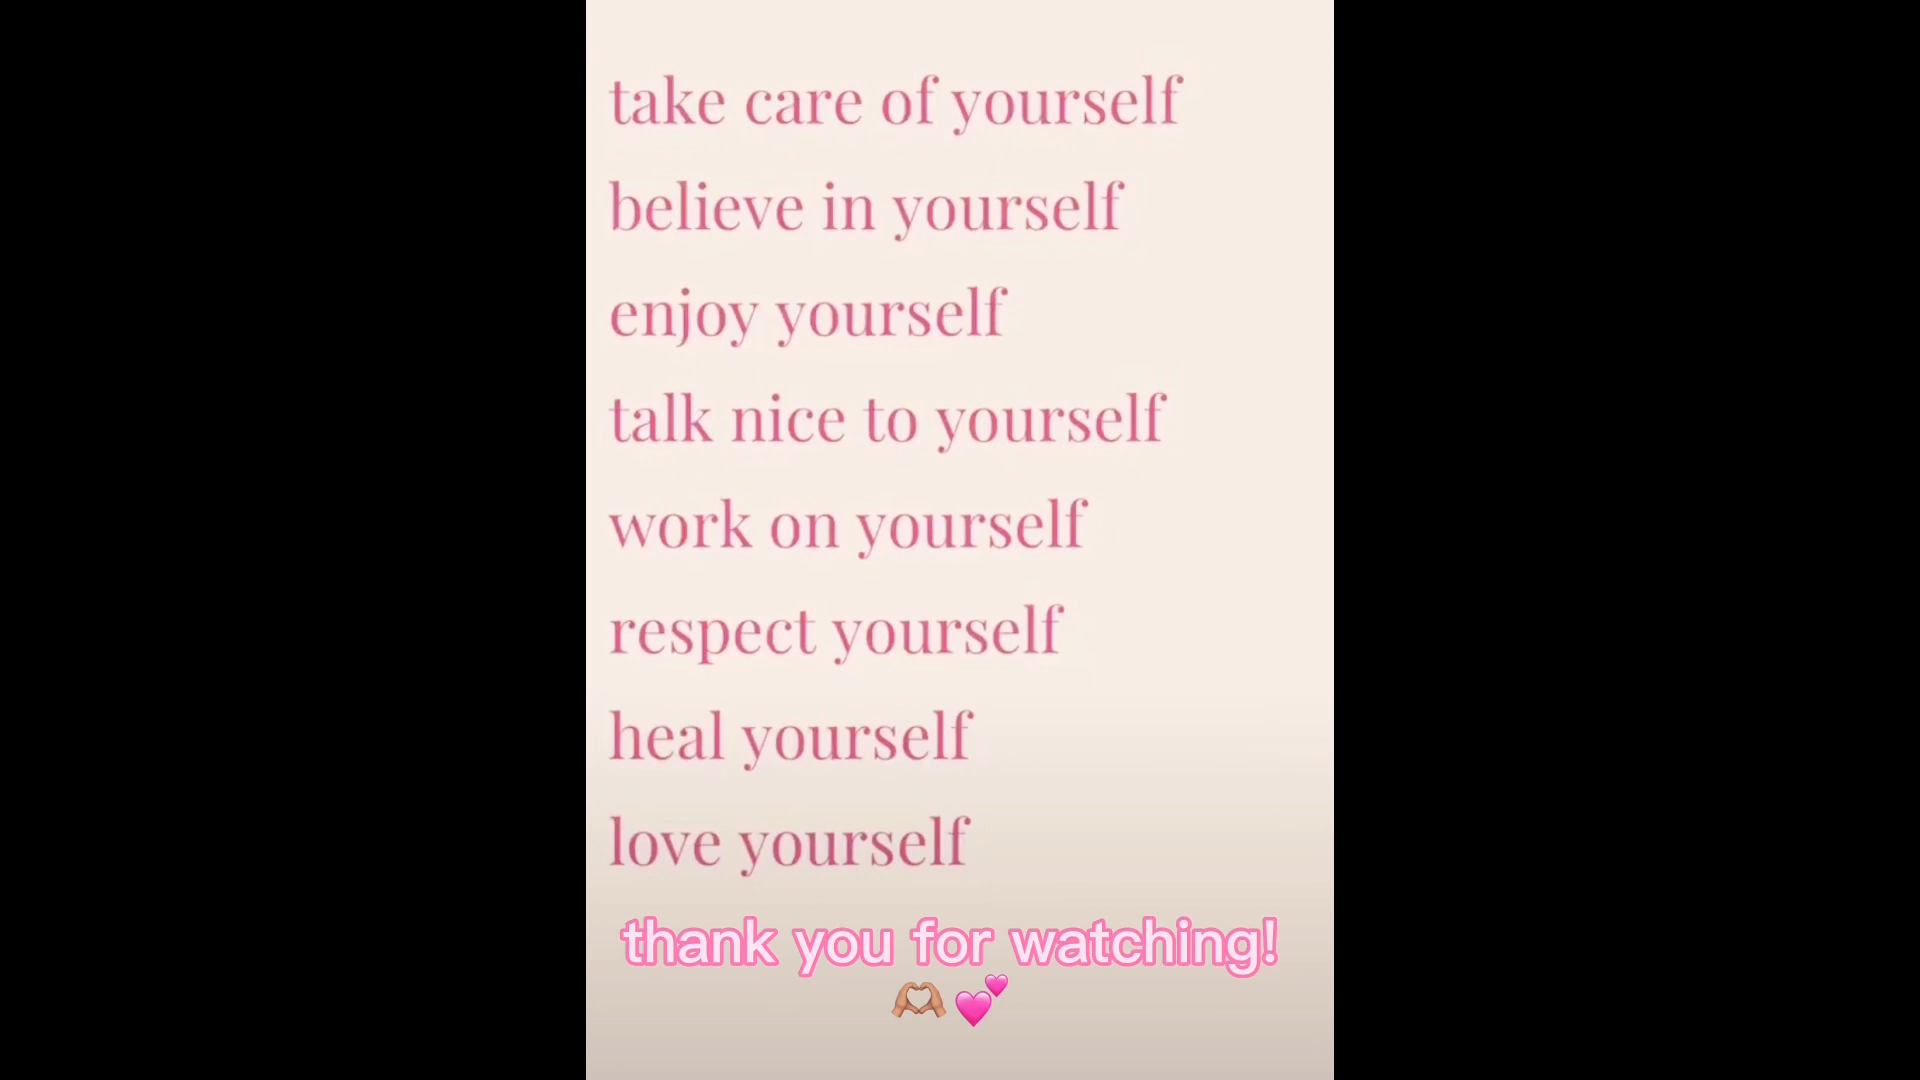 take care of yourself
believe in yourself
enjoy yourself
talk nice to yourself
work on yourself
respect yourself
heal yourself
love yourself
thank you for watching!
🫶🏽💕